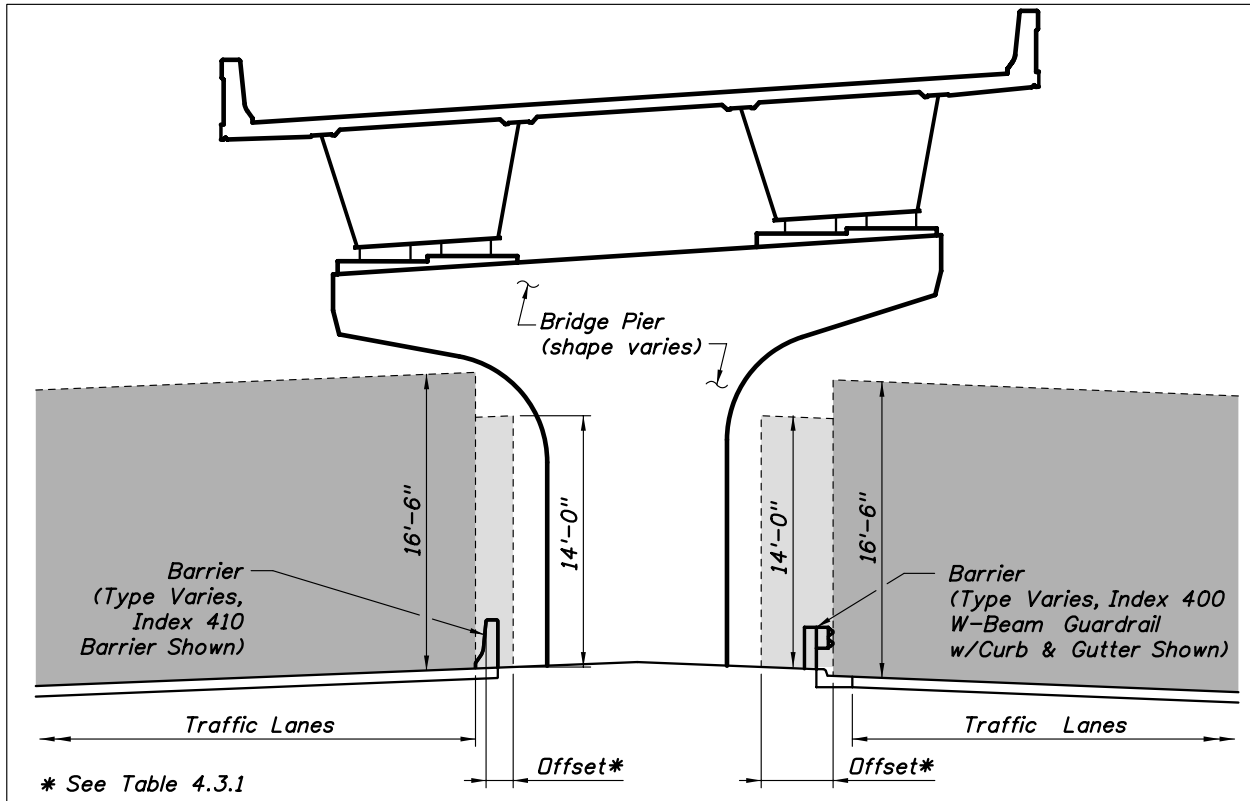 Bridge Pier
(shape varies)
16'-6"
14'-0"
14'-0"
16'-6"
Barrier
(Type Varies,
Index 410
Barrier Shown)
Barrier
(Type Varies, Index 400
W-Beam Guardrail
w/Curb & Gutter Shown)
Traffic Lanes
Traffic Lanes
Offset*
Offset*
* See Table 4.3.1